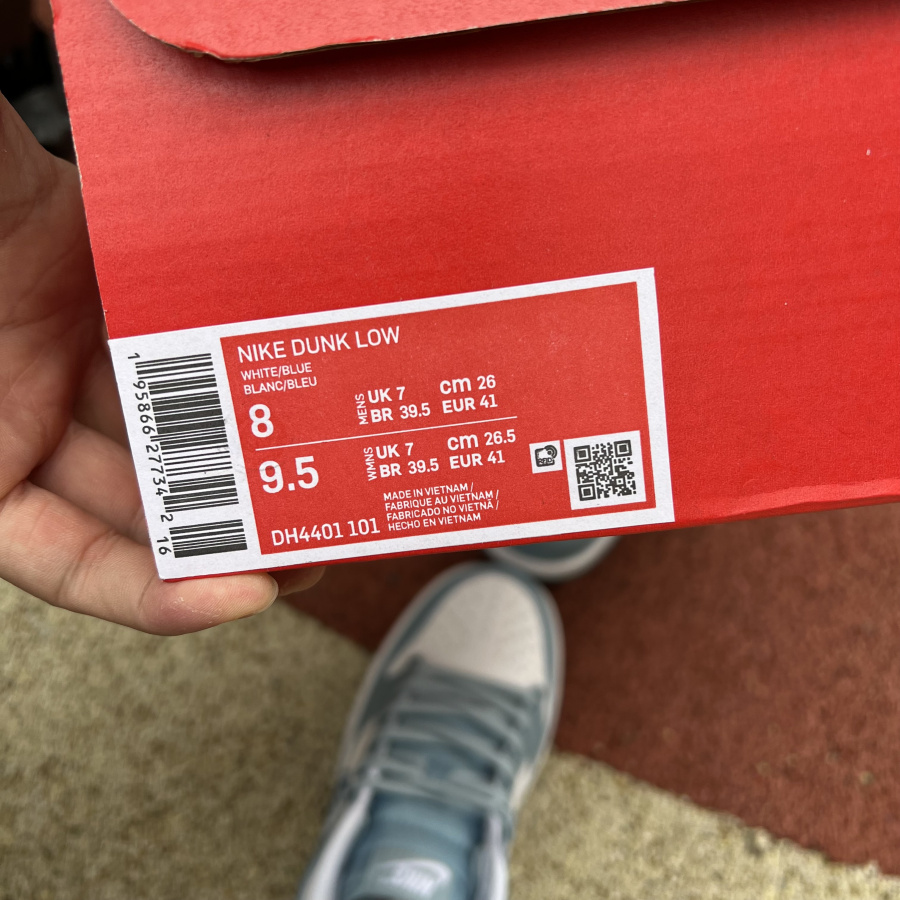 NIKE DUNK LOW
WHITE/BLUE
BLANC/BLEU
8
MENS
UK 7 cm 26
BR 39.5 EUR 41
9.5
WMNS
UK 7 cm 26.5
BR 39.5 EUR 41
MADE IN VIETNAM /
FABRIQUE AU VIETNAM /
FABRICADO NO VIETNÃ /
HECHO EN VIETNAM
DH4401 101
1 95866 27734 2 16
NIKE